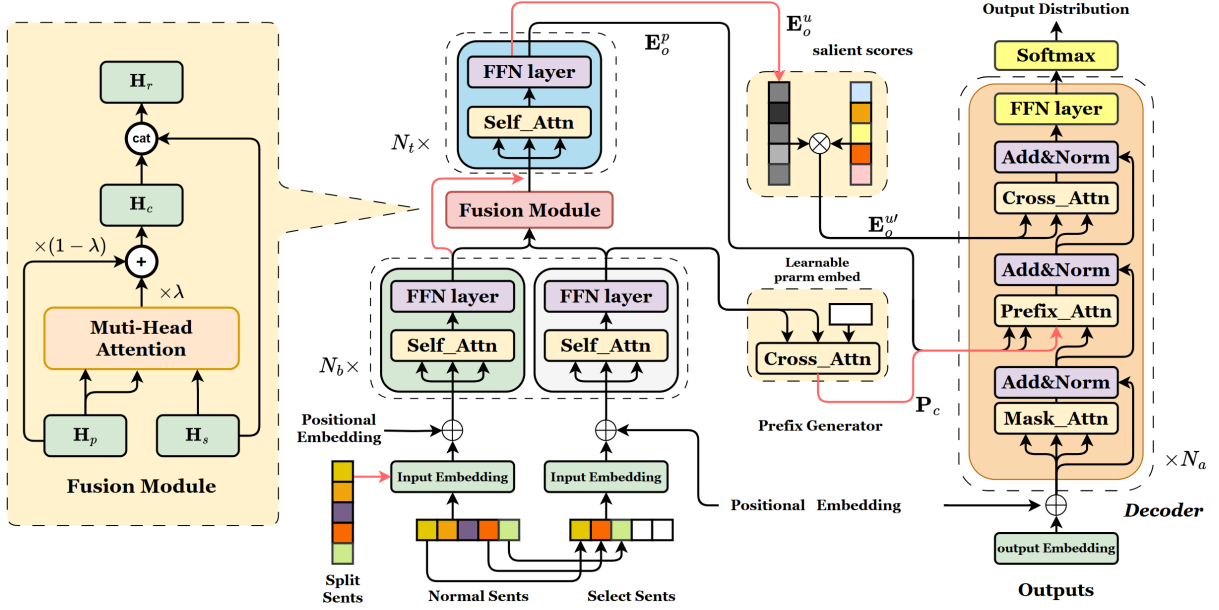 H_r
cat
H_c
×(1 − λ)
+
×λ
Muti-Head
Attention
H_p
H_s
Fusion Module
E_o^u
E_o^p
FFN layer
Self_Attn
N_t ×
Fusion Module
FFN layer
Self_Attn
FFN layer
Self_Attn
N_b ×
Positional
Embedding
Input Embedding
Input Embedding
Split
Sents
Normal Sents
Select Sents
salient scores
E_o^{u′}
Learnable
prarm embed
Cross_Attn
Prefix Generator
P_c
Positional Embedding
Output Distribution
Softmax
FFN layer
Add&Norm
Cross_Attn
Add&Norm
Prefix_Attn
Add&Norm
Mask_Attn
×N_a
Decoder
output Embedding
Outputs